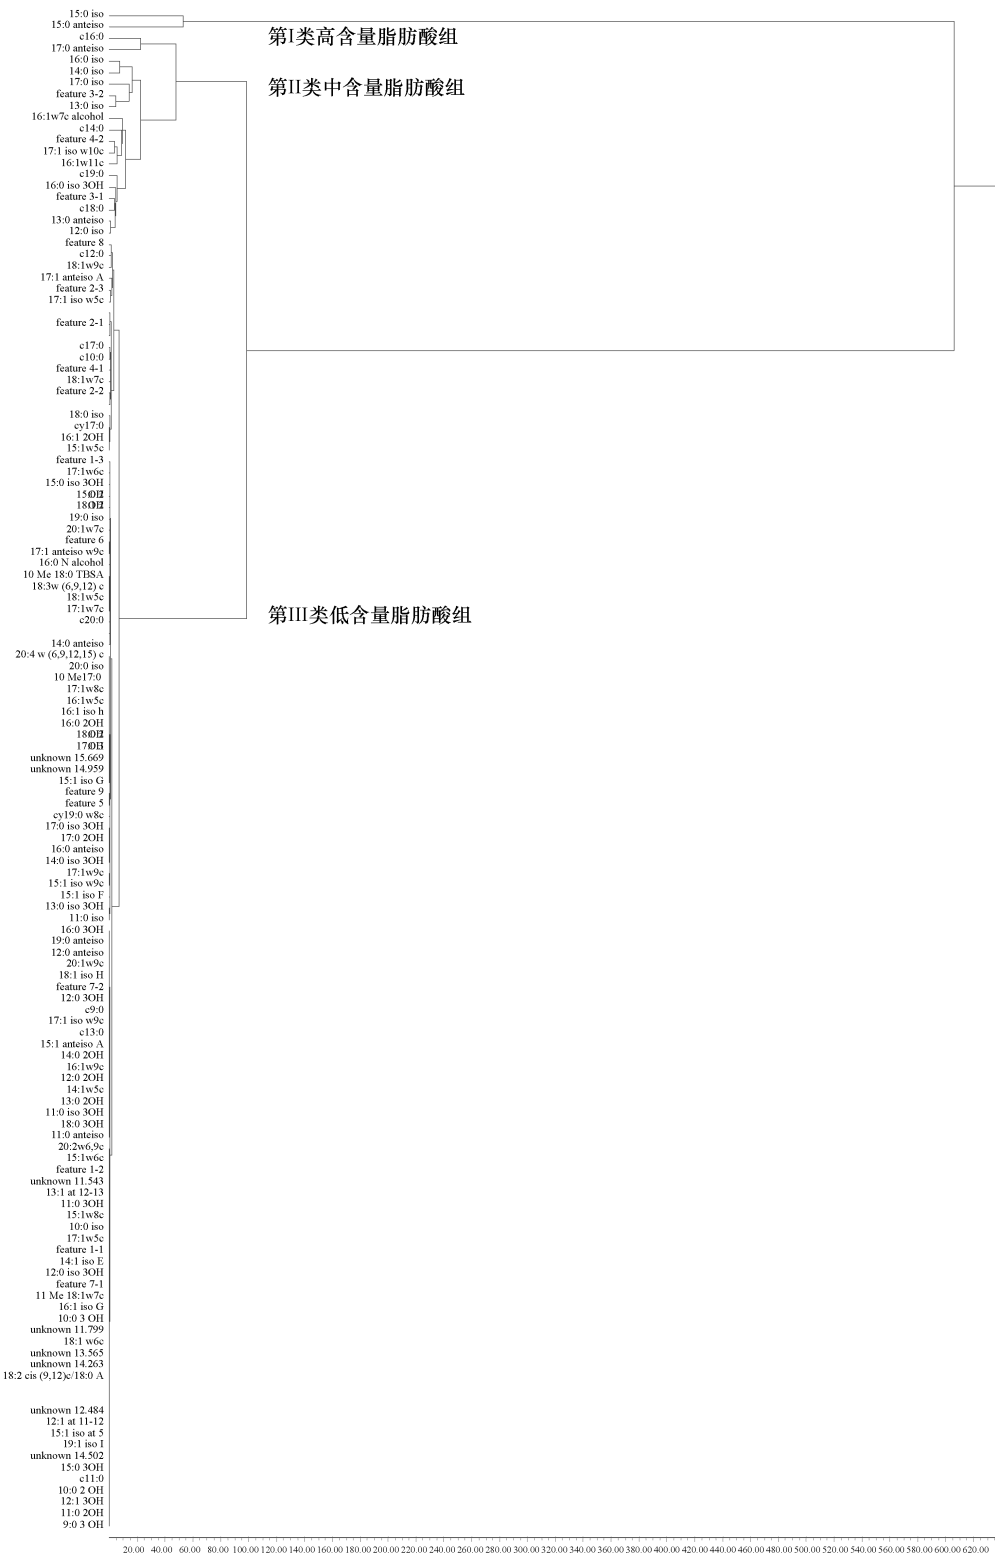 15:0 iso
15:0 anteiso
第I类高含量脂肪酸组
c16:0
17:0 anteiso
16:0 iso
14:0 iso
17:0 iso
第II类中含量脂肪酸组
feature 3-2
13:0 iso
16:1w7c alcohol
c14:0
feature 4-2
17:1 iso w10c
16:1w11c
c19:0
16:0 iso 3OH
feature 3-1
c18:0
13:0 anteiso
12:0 iso
feature 8
c12:0
18:1w9c
17:1 anteiso A
feature 2-3
17:1 iso w5c
feature 2-1
c17:0
c10:0
feature 4-1
18:1w7c
feature 2-2
18:0 iso
cy17:0
16:1 2OH
15:1w5c
feature 1-3
17:1w6c
15:0 iso 3OH
19:0 iso
20:1w7c
feature 6
17:1 anteiso w9c
16:0 N alcohol
10 Me 18:0 TBSA
18:3w (6,9,12) c
18:1w5c
17:1w7c
第III类低含量脂肪酸组
c20:0
14:0 anteiso
20:4 w (6,9,12,15) c
20:0 iso
10 Me17:0
17:1w8c
16:1w5c
16:1 iso h
16:0 2OH
unknown 15.669
unknown 14.959
15:1 iso G
feature 9
feature 5
cy19:0 w8c
17:0 iso 3OH
17:0 2OH
16:0 anteiso
14:0 iso 3OH
17:1w9c
15:1 iso w9c
15:1 iso F
13:0 iso 3OH
11:0 iso
16:0 3OH
19:0 anteiso
12:0 anteiso
20:1w9c
18:1 iso H
feature 7-2
12:0 3OH
c9:0
17:1 iso w9c
c13:0
15:1 anteiso A
14:0 2OH
16:1w9c
12:0 2OH
14:1w5c
13:0 2OH
11:0 iso 3OH
18:0 3OH
11:0 anteiso
20:2w6,9c
15:1w6c
feature 1-2
unknown 11.543
13:1 at 12-13
11:0 3OH
15:1w8c
10:0 iso
17:1w5c
feature 1-1
14:1 iso E
12:0 iso 3OH
feature 7-1
11 Me 18:1w7c
16:1 iso G
10:0 3 OH
unknown 11.799
18:1 w6c
unknown 13.565
unknown 14.263
18:2 cis (9,12)c/18:0 A
unknown 12.484
12:1 at 11-12
15:1 iso at 5
19:1 iso I
unknown 14.502
15:0 3OH
c11:0
10:0 2 OH
12:1 3OH
11:0 2OH
9:0 3 OH
20.00 40.00 60.00 80.00 100.00 120.00 140.00 160.00 180.00 200.00 220.00 240.00 260.00 280.00 300.00 320.00 340.00 360.00 380.00 400.00 420.00 440.00 460.00 480.00 500.00 520.00 540.00 560.00 580.00 600.00 620.00